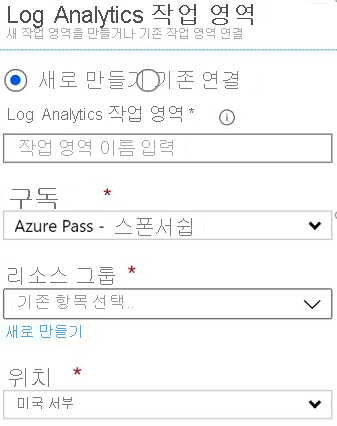 Log Analytics 작업 영역
새 작업 영역을 만들거나 기존 작업 영역 연결
새로 만들기 기존 연결
Log Analytics 작업 영역 *
작업 영역 이름 입력
구독 *
Azure Pass - 스폰서쉽
리소스 그룹 *
기존 항목 선택..
새로 만들기
위치 *
미국 서부